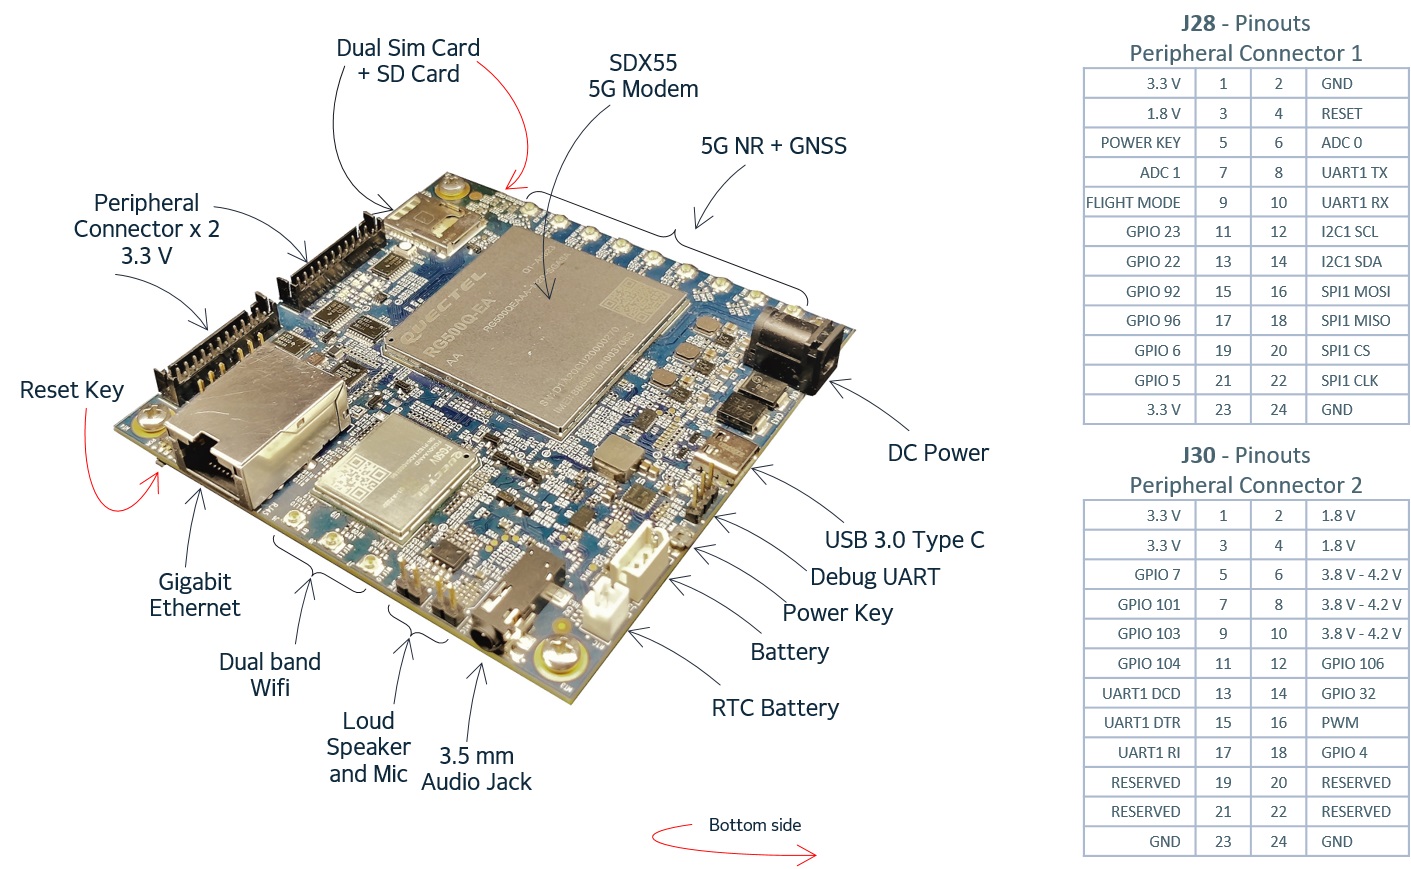 Dual Sim Card
+ SD Card
SDX55
5G Modem
5G NR + GNSS
Peripheral
Connector x 2
3.3 V
Reset Key
QUECTEL
RG500Q-EA
AA
DC Power
USB 3.0 Type C
Debug UART
Power Key
Battery
RTC Battery
Gigabit
Ethernet
Dual band
Wifi
Loud
Speaker
and Mic
3.5 mm
Audio Jack
Bottom side
J28 - Pinouts
Peripheral Connector 1
3.3 V 1 2 GND
1.8 V 3 4 RESET
POWER KEY 5 6 ADC 0
ADC 1 7 8 UART1 TX
FLIGHT MODE 9 10 UART1 RX
GPIO 23 11 12 I2C1 SCL
GPIO 22 13 14 I2C1 SDA
GPIO 92 15 16 SPI1 MOSI
GPIO 96 17 18 SPI1 MISO
GPIO 6 19 20 SPI1 CS
GPIO 5 21 22 SPI1 CLK
3.3 V 23 24 GND
J30 - Pinouts
Peripheral Connector 2
3.3 V 1 2 1.8 V
3.3 V 3 4 1.8 V
GPIO 7 5 6 3.8 V - 4.2 V
GPIO 101 7 8 3.8 V - 4.2 V
GPIO 103 9 10 3.8 V - 4.2 V
GPIO 104 11 12 GPIO 106
UART1 DCD 13 14 GPIO 32
UART1 DTR 15 16 PWM
UART1 RI 17 18 GPIO 4
RESERVED 19 20 RESERVED
RESERVED 21 22 RESERVED
GND 23 24 GND